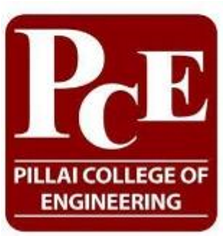 PCE
PILLAI COLLEGE OF
ENGINEERING